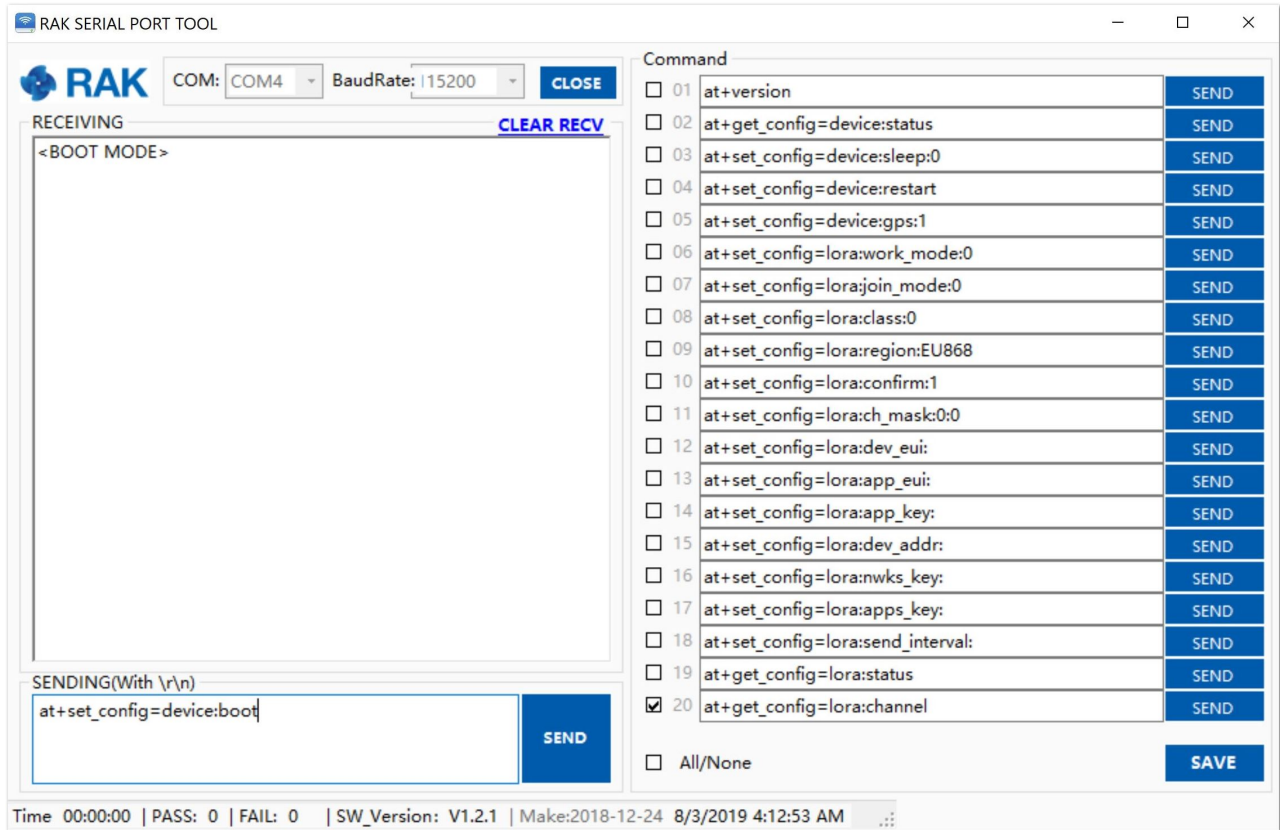 RAK SERIAL PORT TOOL
RAK COM: COM4 BaudRate: 115200 CLOSE
RECEIVING CLEAR RECV
<BOOT MODE>
SENDING(With \r\n)
at+set_config=device:boot
SEND
Command
01 at+version SEND
02 at+get_config=device:status SEND
03 at+set_config=device:sleep:0 SEND
04 at+set_config=device:restart SEND
05 at+set_config=device:gps:1 SEND
06 at+set_config=lora:work_mode:0 SEND
07 at+set_config=lora:join_mode:0 SEND
08 at+set_config=lora:class:0 SEND
09 at+set_config=lora:region:EU868 SEND
10 at+set_config=lora:confirm:1 SEND
11 at+set_config=lora:ch_mask:0:0 SEND
12 at+set_config=lora:dev_eui: SEND
13 at+set_config=lora:app_eui: SEND
14 at+set_config=lora:app_key: SEND
15 at+set_config=lora:dev_addr: SEND
16 at+set_config=lora:nwks_key: SEND
17 at+set_config=lora:apps_key: SEND
18 at+set_config=lora:send_interval: SEND
19 at+get_config=lora:status SEND
20 at+get_config=lora:channel SEND
All/None SAVE
Time 00:00:00 | PASS: 0 | FAIL: 0 | SW_Version: V1.2.1 | Make:2018-12-24 8/3/2019 4:12:53 AM